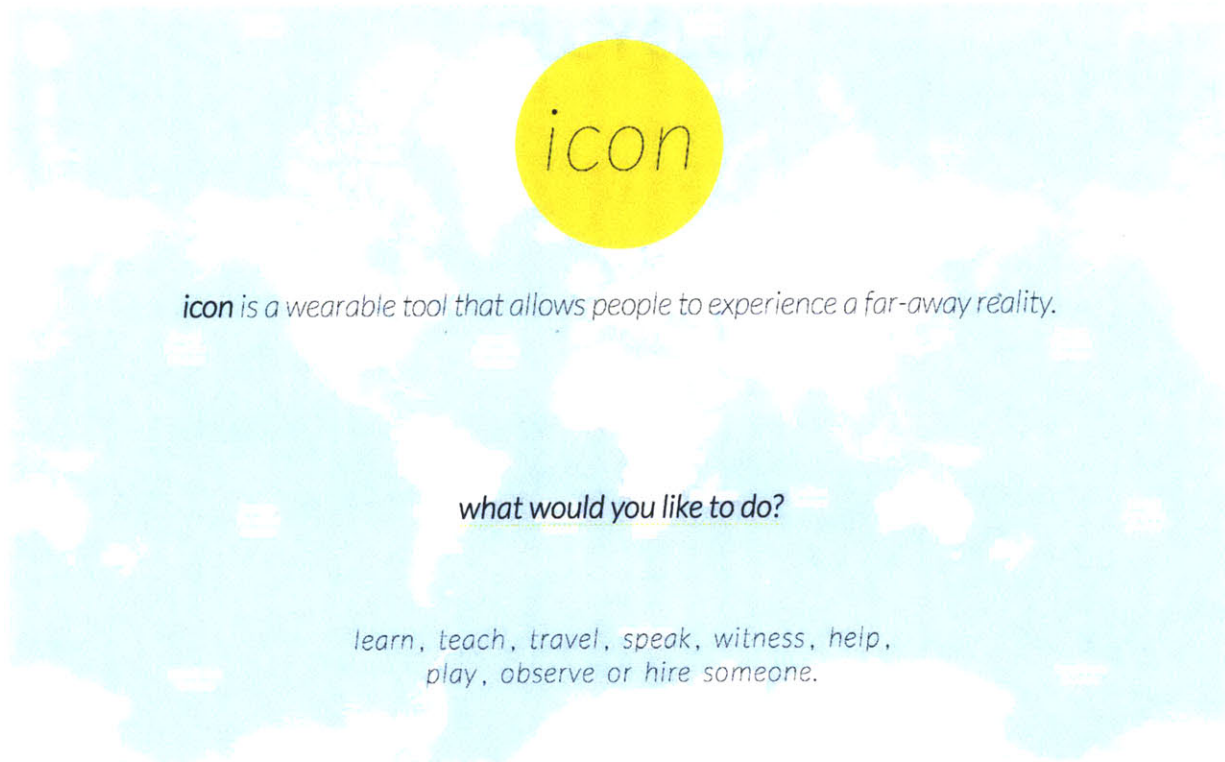 icon
icon is a wearable tool that allows people to experience a far-away reality.
what would you like to do?
learn, teach, travel, speak, witness, help,
play, observe or hire someone.